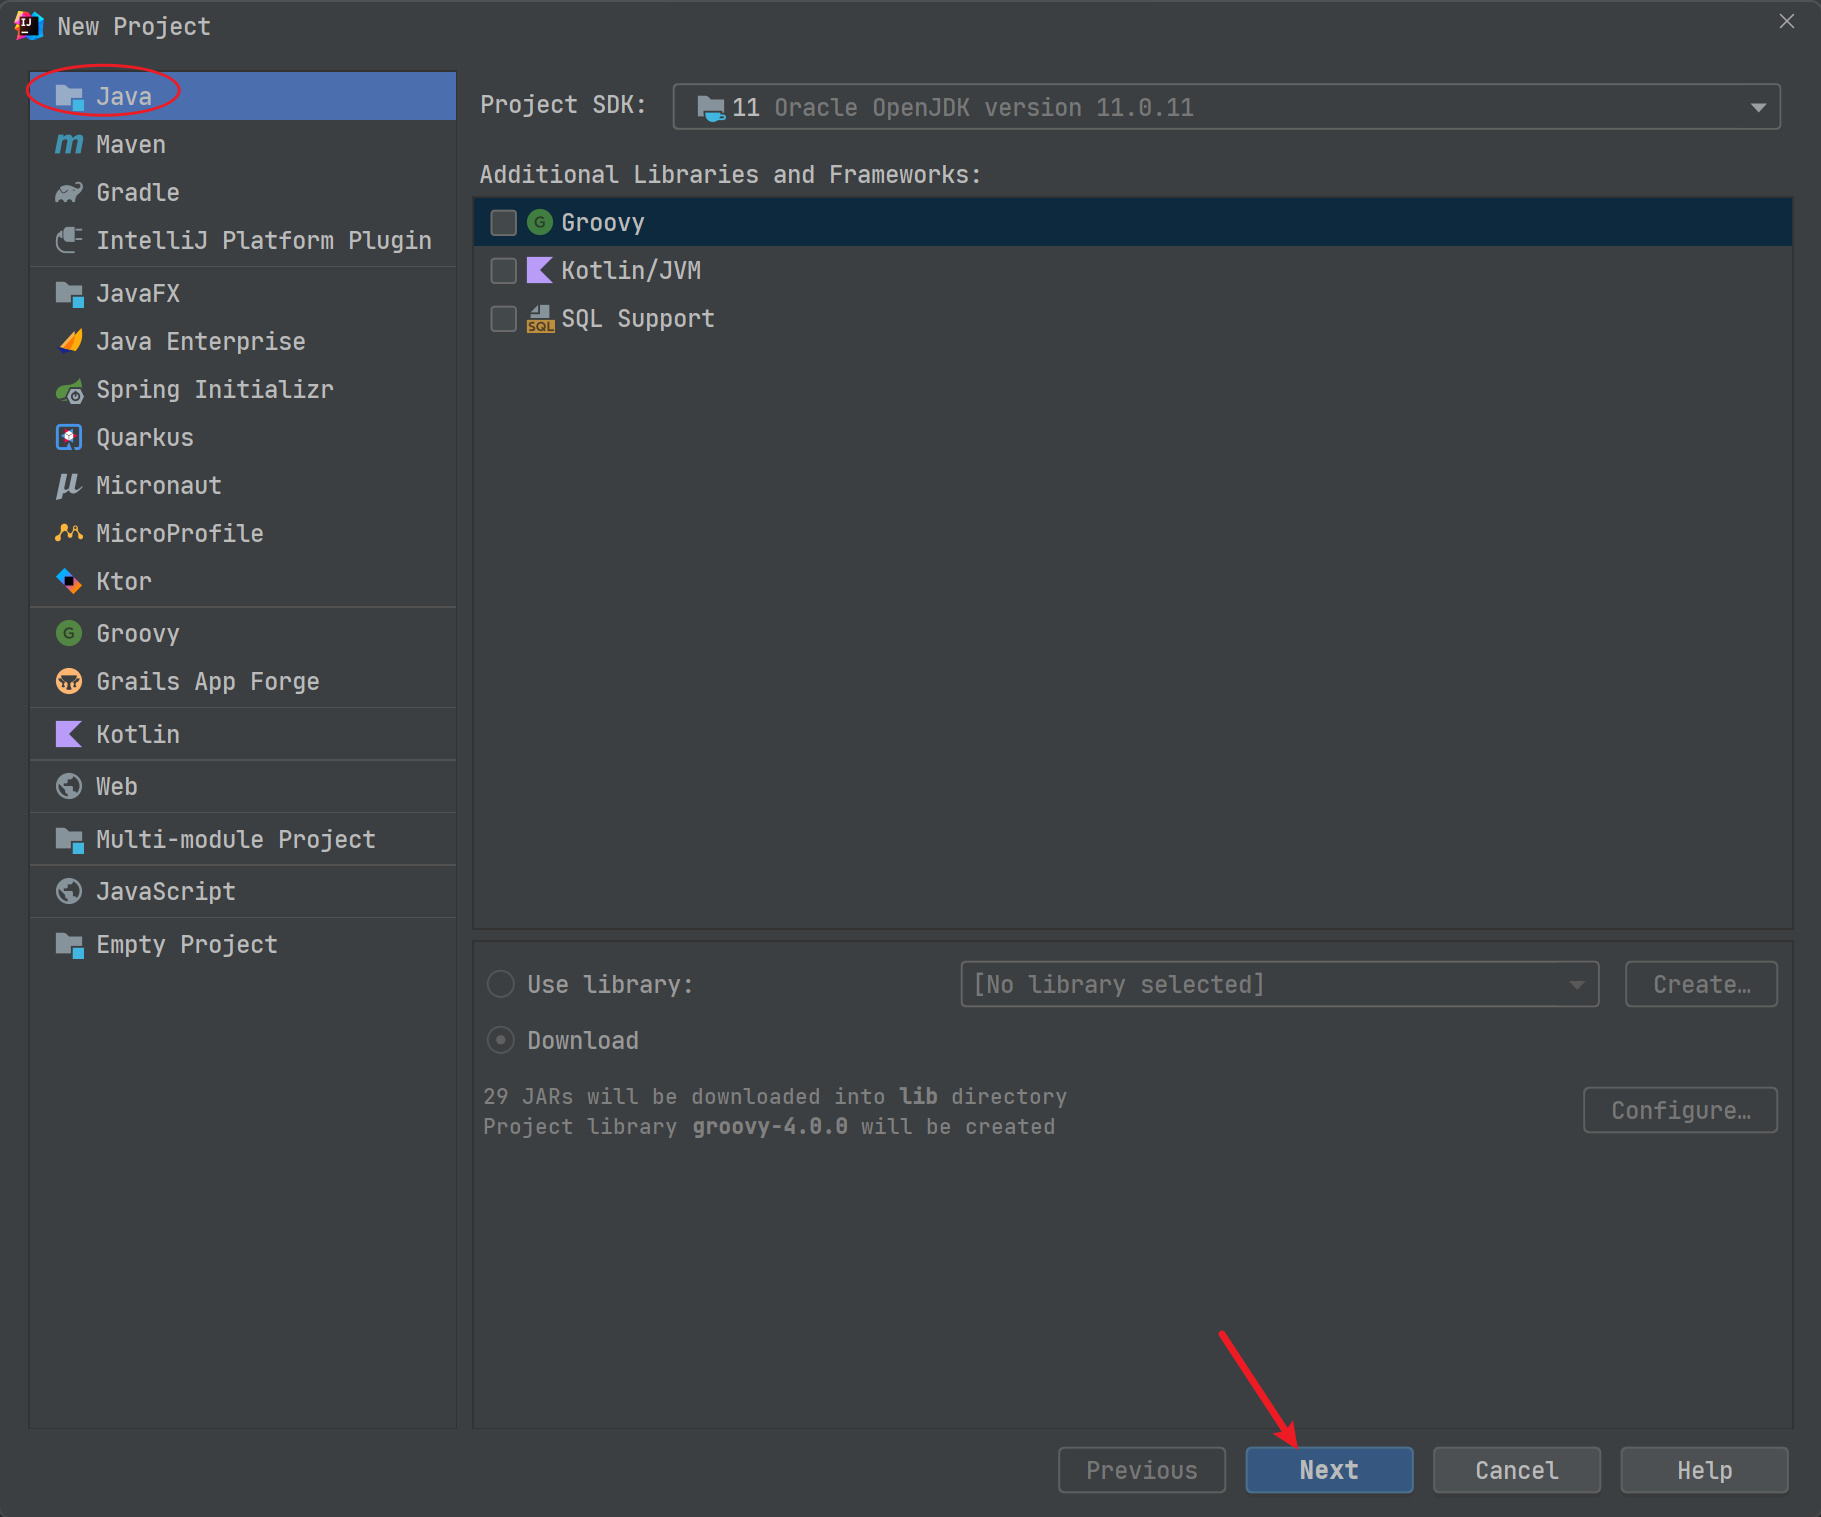 New Project
Java
Maven
Gradle
IntelliJ Platform Plugin
JavaFX
Java Enterprise
Spring Initializr
Quarkus
Micronaut
MicroProfile
Ktor
Groovy
Grails App Forge
Kotlin
Web
Multi-module Project
JavaScript
Empty Project
Project SDK: 11 Oracle OpenJDK version 11.0.11
Additional Libraries and Frameworks:
Groovy
Kotlin/JVM
SQL Support
Use library: [No library selected] Create…
Download
29 JARs will be downloaded into lib directory
Project library groovy-4.0.0 will be created
Configure…
Previous Next Cancel Help